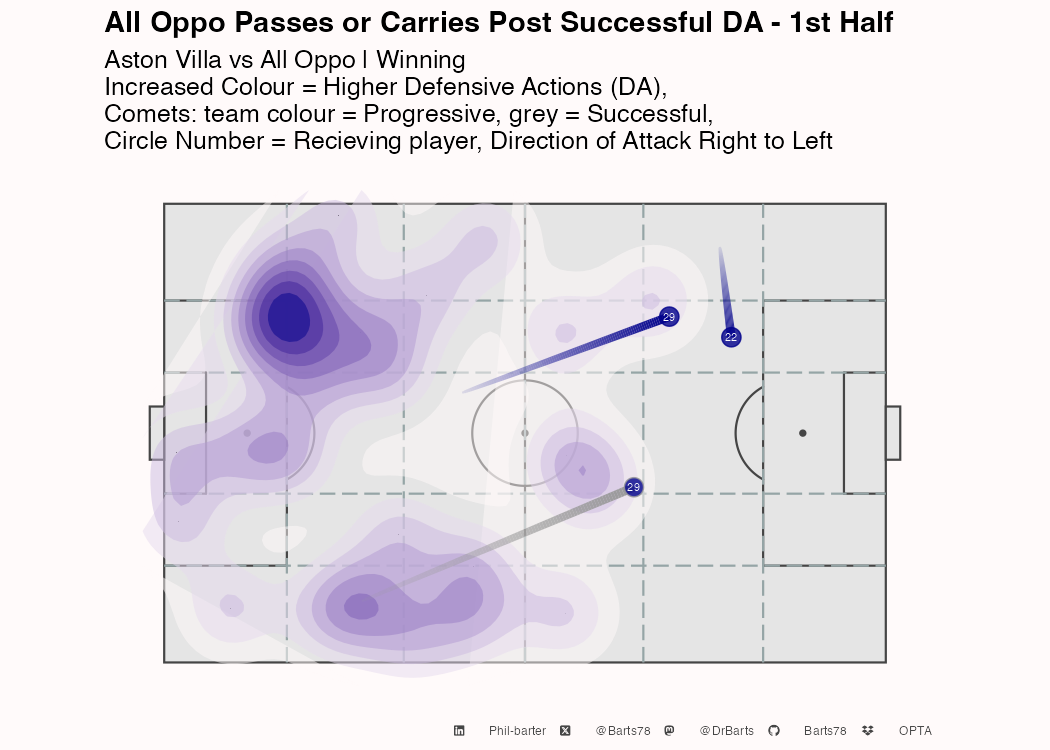 All Oppo Passes or Carries Post Successful DA - 1st Half
Aston Villa vs All Oppo | Winning
Increased Colour = Higher Defensive Actions (DA),
Comets: team colour = Progressive, grey = Successful,
Circle Number = Recieving player, Direction of Attack Right to Left
29
22
29
Phil-barter @Barts78 @DrBarts Barts78 OPTA